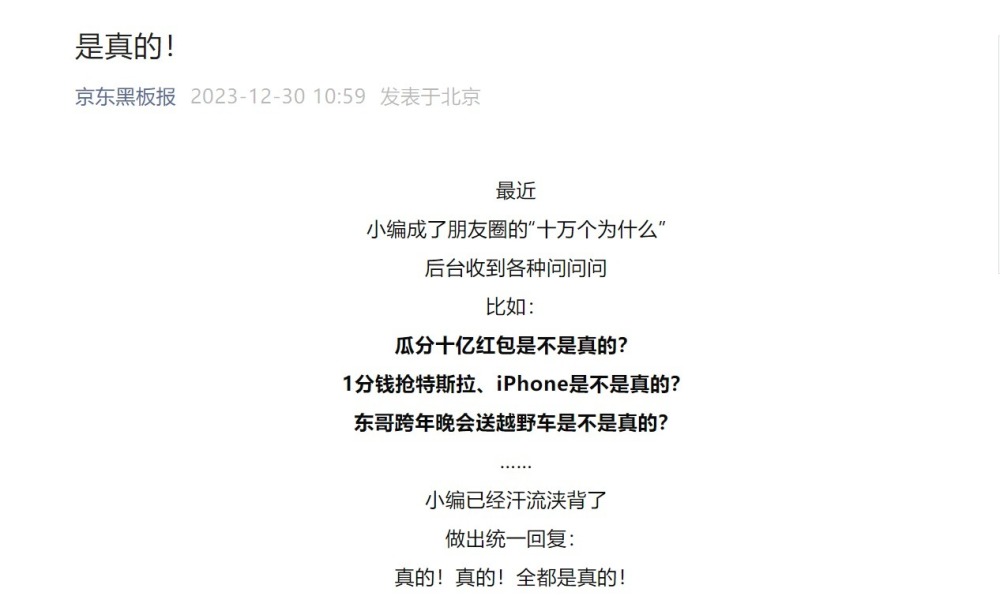 是真的！
京东黑板报 2023-12-30 10:59 发表于北京
最近
小编成了朋友圈的“十万个为什么”
后台收到各种问问问
比如：
瓜分十亿红包是不是真的？
1分钱抢特斯拉、iPhone是不是真的？
东哥跨年晚会送越野车是不是真的？
……
小编已经汗流浃背了
做出统一回复：
真的！真的！全都是真的！